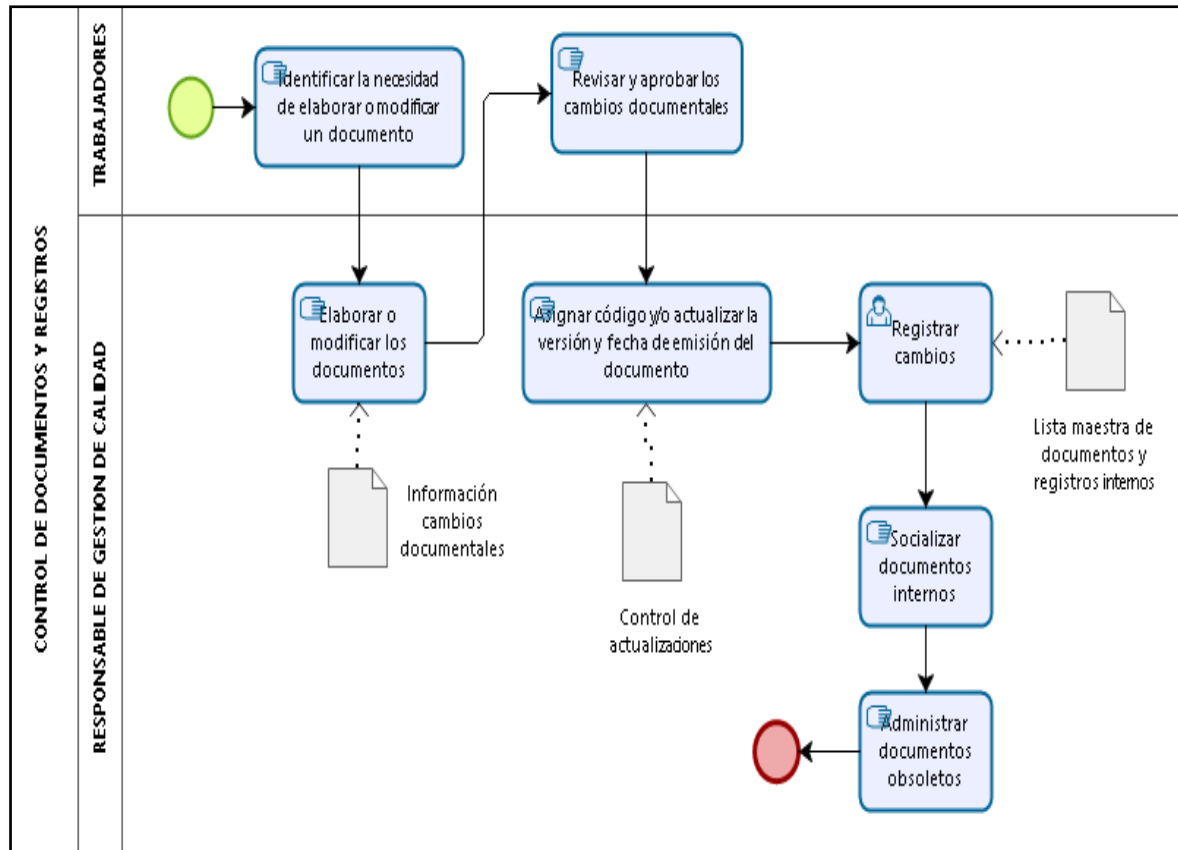 CONTROL DE DOCUMENTOS Y REGISTROS
TRABAJADORES
Identificar la necesidad
de elaborar o modificar
un documento
Revisar y aprobar los
cambios documentales
RESPONSABLE DE GESTION DE CALIDAD
Elaborar o
modificar los
documentos
Asignar código y/o actualizar la
versión y fecha de emisión del
documento
Registrar
cambios
Lista maestra de
documentos y
registros internos
Información
cambios
documentales
Control de
actualizaciones
Socializar
documentos
internos
Administrar
documentos
obsoletos